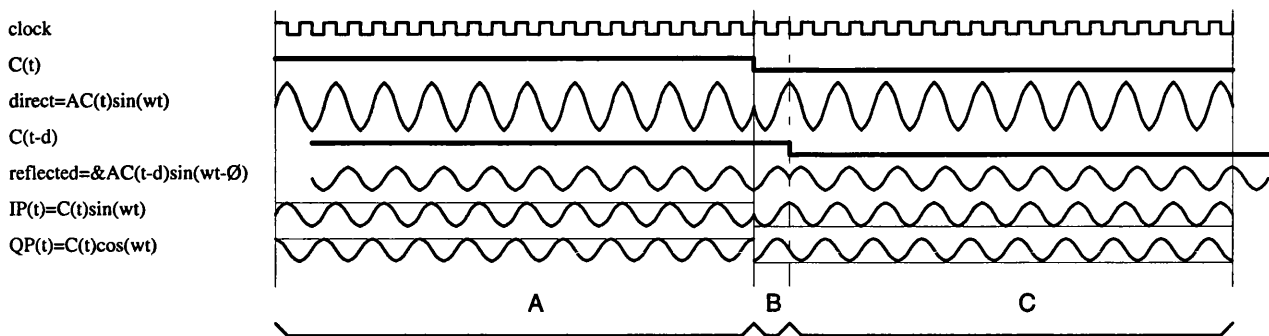 clock
C(t)
direct=AC(t)sin(wt)
C(t-d)
reflected=&AC(t-d)sin(wt-Ø)
IP(t)=C(t)sin(wt)
QP(t)=C(t)cos(wt)
A B C